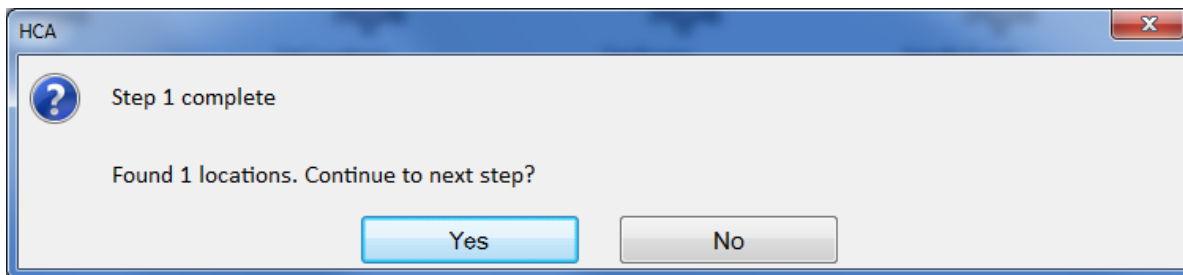 HCA
Step 1 complete
Found 1 locations. Continue to next step?
Yes
No